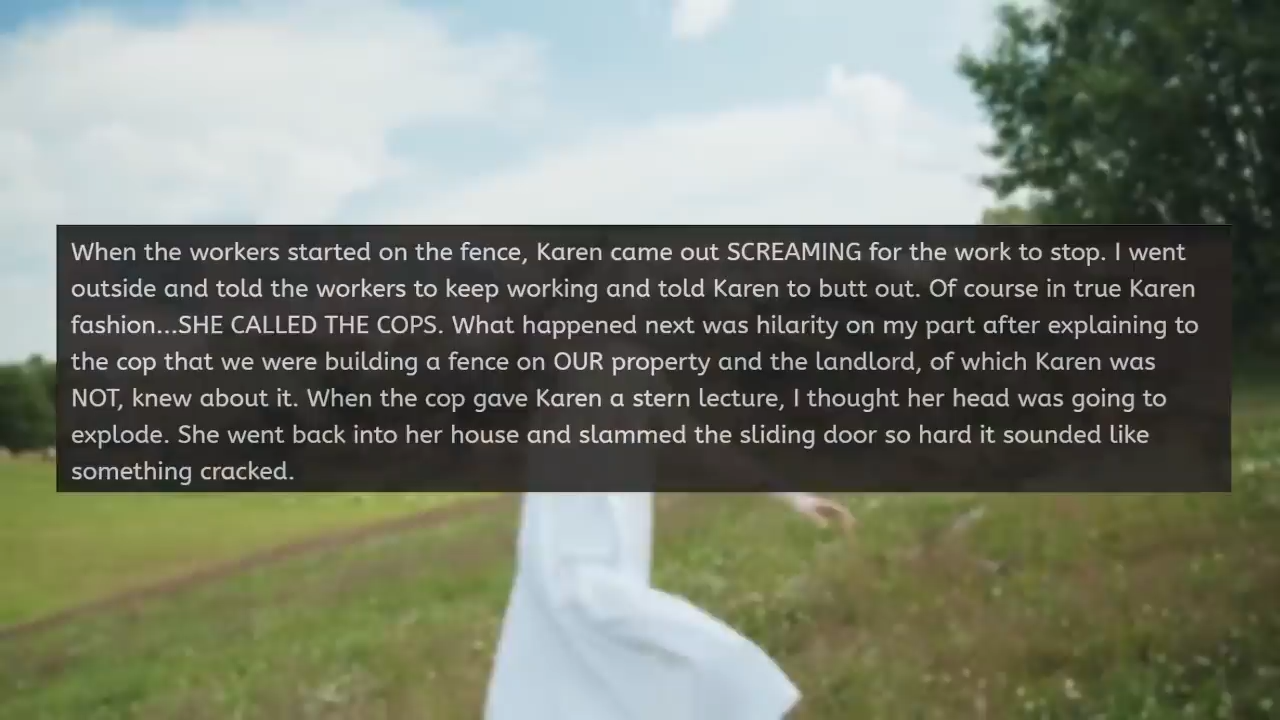 When the workers started on the fence, Karen came out SCREAMING for the work to stop. I went
outside and told the workers to keep working and told Karen to butt out. Of course in true Karen
fashion...SHE CALLED THE COPS. What happened next was hilarity on my part after explaining to
the cop that we were building a fence on OUR property and the landlord, of which Karen was
NOT, knew about it. When the cop gave Karen a stern lecture, I thought her head was going to
explode. She went back into her house and slammed the sliding door so hard it sounded like
something cracked.